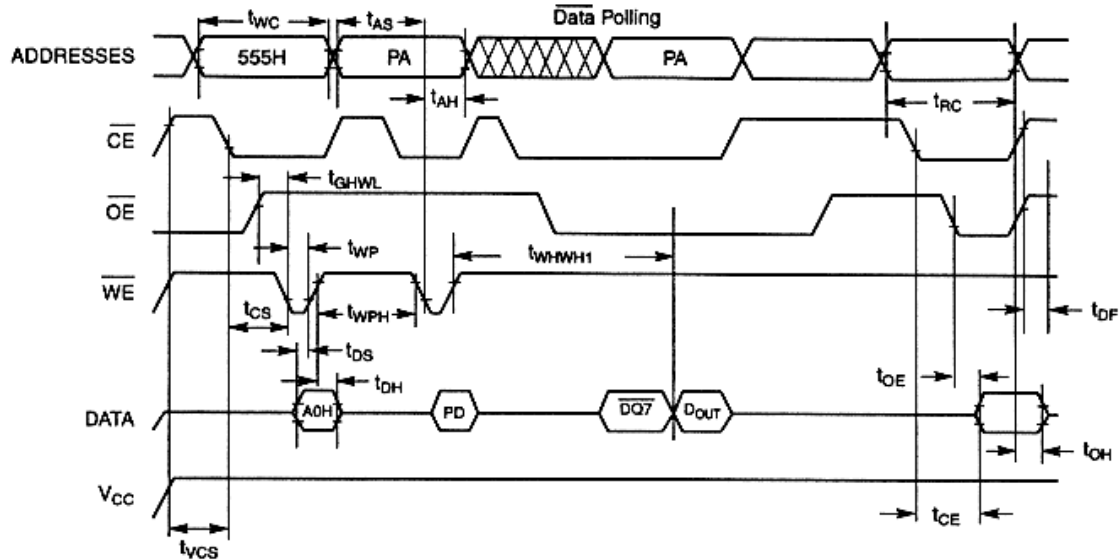 tWC
tAS
Data Polling
ADDRESSES
555H
PA
PA
tAH
tRC
CE
tGHWL
OE
tWP
tWHWH1
WE
tCS
tWPH
tDF
tDS
tOE
tDH
DATA
A0H
PD
DQ7
DOUT
tOH
VCC
tCE
tVCS